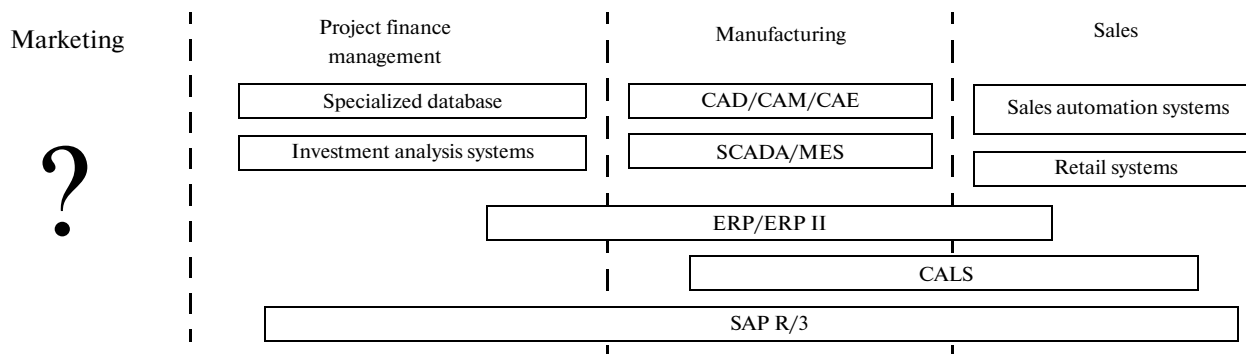 Marketing
Project finance
management
Manufacturing
Sales
Specialized database
CAD/CAM/CAE
Sales automation systems
Investment analysis systems
SCADA/MES
Retail systems
?
ERP/ERP II
CALS
SAP R/3